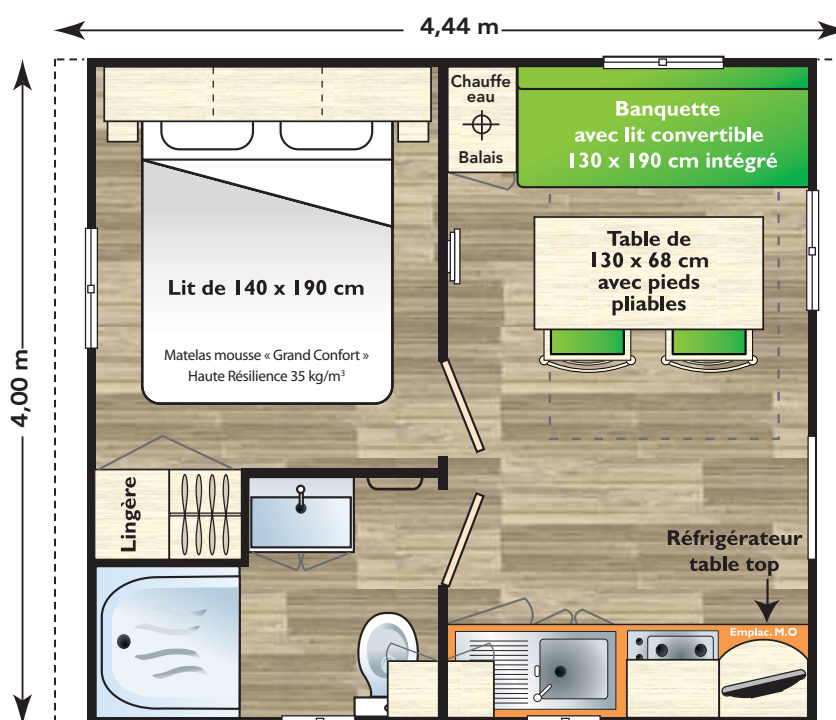 4,44 m
4,00 m
Chauffe
eau
Balais
Banquette
avec lit convertible
130 x 190 cm intégré
Table de
130 x 68 cm
avec pieds
pliables
Lit de 140 x 190 cm
Matelas mousse « Grand Confort »
Haute Résilience 35 kg/m³
Lingère
Réfrigérateur
table top
Emplac. M.O